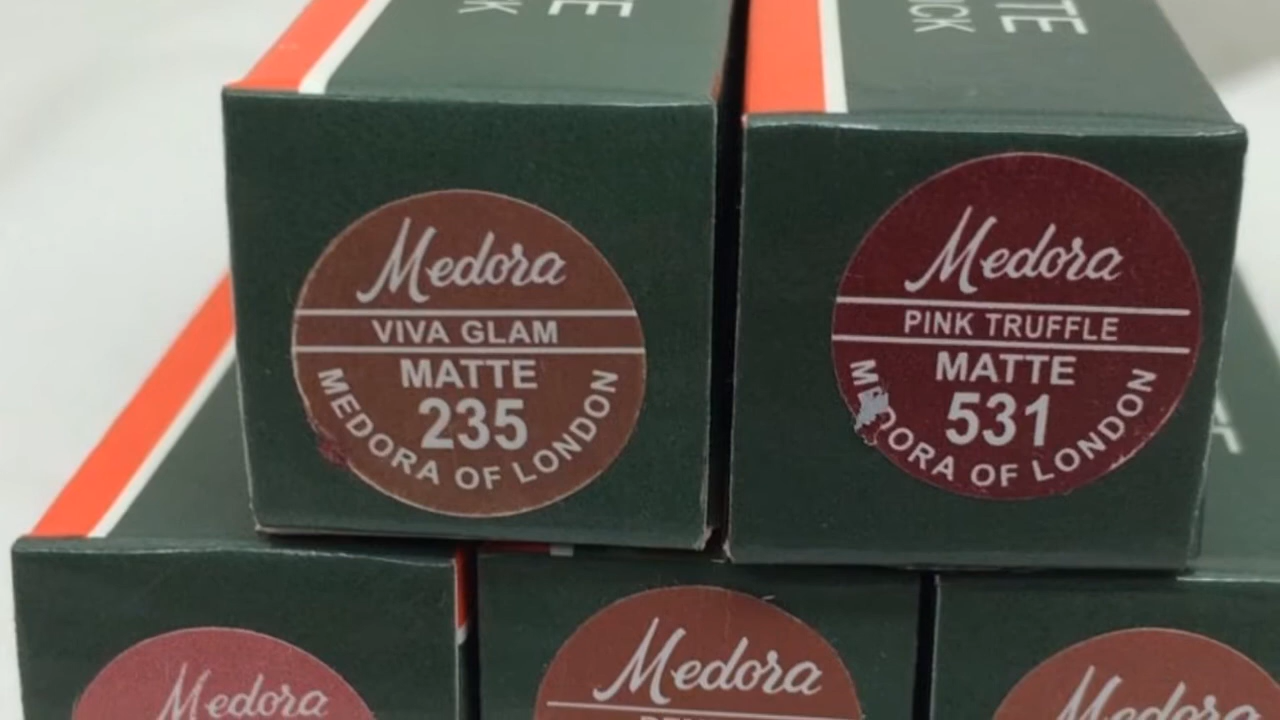 Medora
VIVA GLAM
MATTE
235
MEDORA OF LONDON
Medora
PINK TRUFFLE
MATTE
531
MEDORA OF LONDON
Medora
Medora
Medora